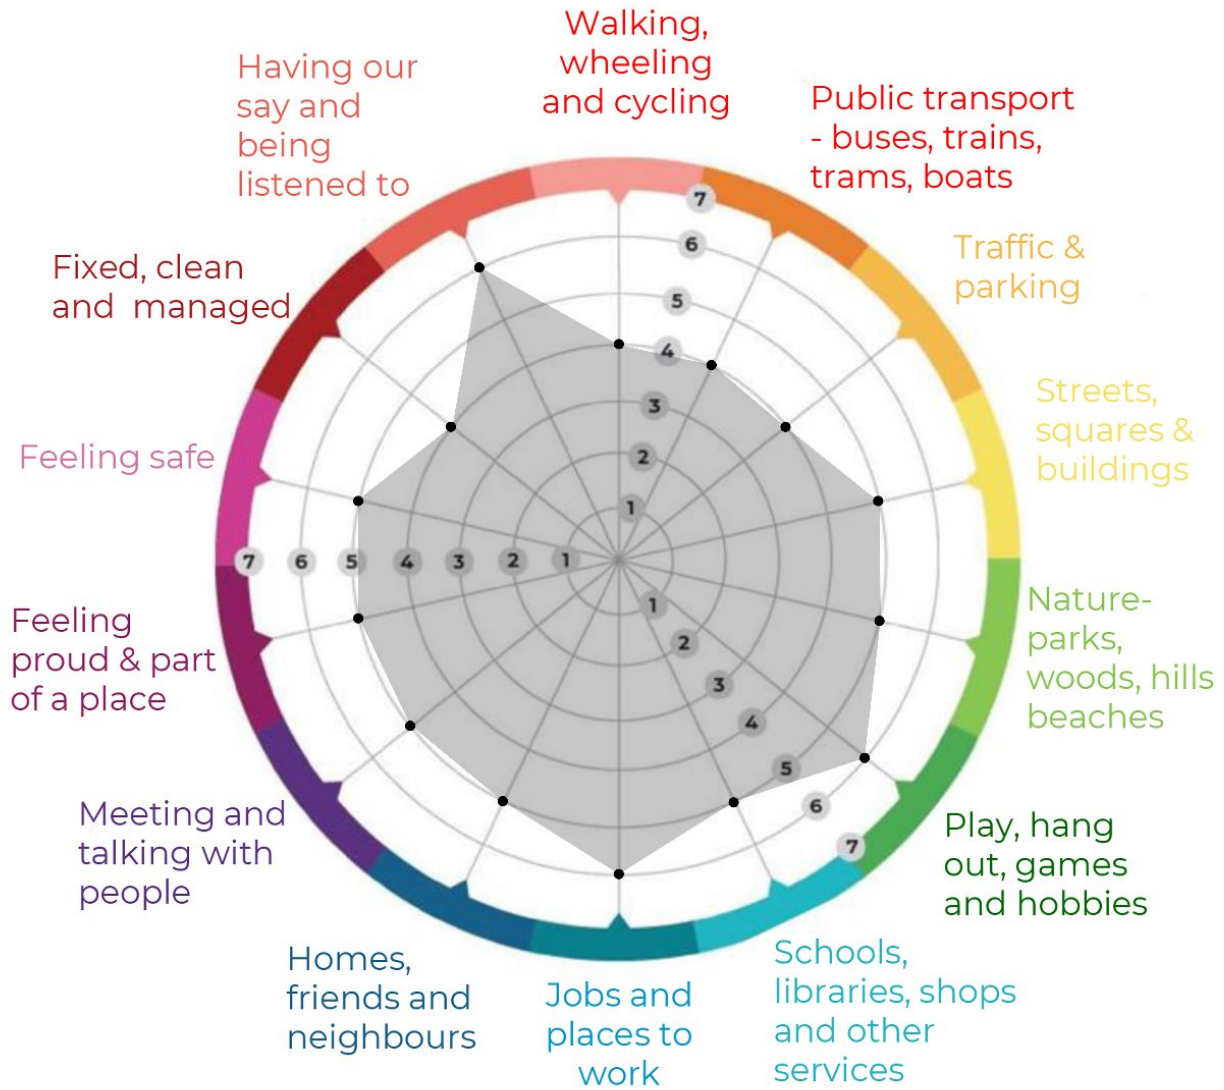 Walking,
wheeling
and cycling
Public transport
- buses, trains,
trams, boats
Traffic &
parking
Streets,
squares &
buildings
Nature-
parks,
woods, hills
beaches
Play, hang
out, games
and hobbies
Schools,
libraries, shops
and other
services
Jobs and
places to
work
Homes,
friends and
neighbours
Meeting and
talking with
people
Feeling
proud & part
of a place
Feeling safe
Fixed, clean
and managed
Having our
say and
being
listened to
7
6
5
4
3
2
1
7 6 5 4 3 2 1
1
2
3
4
5
6
7